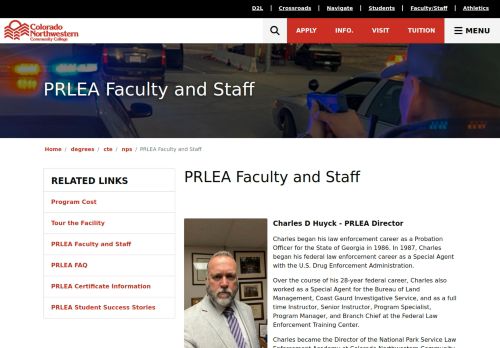 D2L | Crossroads | Navigate | Students | Faculty/Staff | Athletics
Colorado
Northwestern
Community College
APPLY INFO. VISIT TUITION MENU
PRLEA Faculty and Staff
Home / degrees / cte / nps / PRLEA Faculty and Staff
RELATED LINKS
Program Cost
Tour the Facility
PRLEA Faculty and Staff
PRLEA FAQ
PRLEA Certificate Information
PRLEA Student Success Stories
PRLEA Faculty and Staff
Charles D Huyck - PRLEA Director
Charles began his law enforcement career as a Probation
Officer for the State of Georgia in 1986. In 1987, Charles
began his federal law enforcement career as a Special Agent
with the U.S. Drug Enforcement Administration.
Over the course of his 28-year federal career, Charles also
worked as a Special Agent for the Bureau of Land
Management, Coast Gaurd Investigative Service, and as a full
time Instructor, Senior Instructor, Program Specialist,
Program Manager, and Branch Chief at the Federal Law
Enforcement Training Center.
Charles became the Director of the National Park Service Law